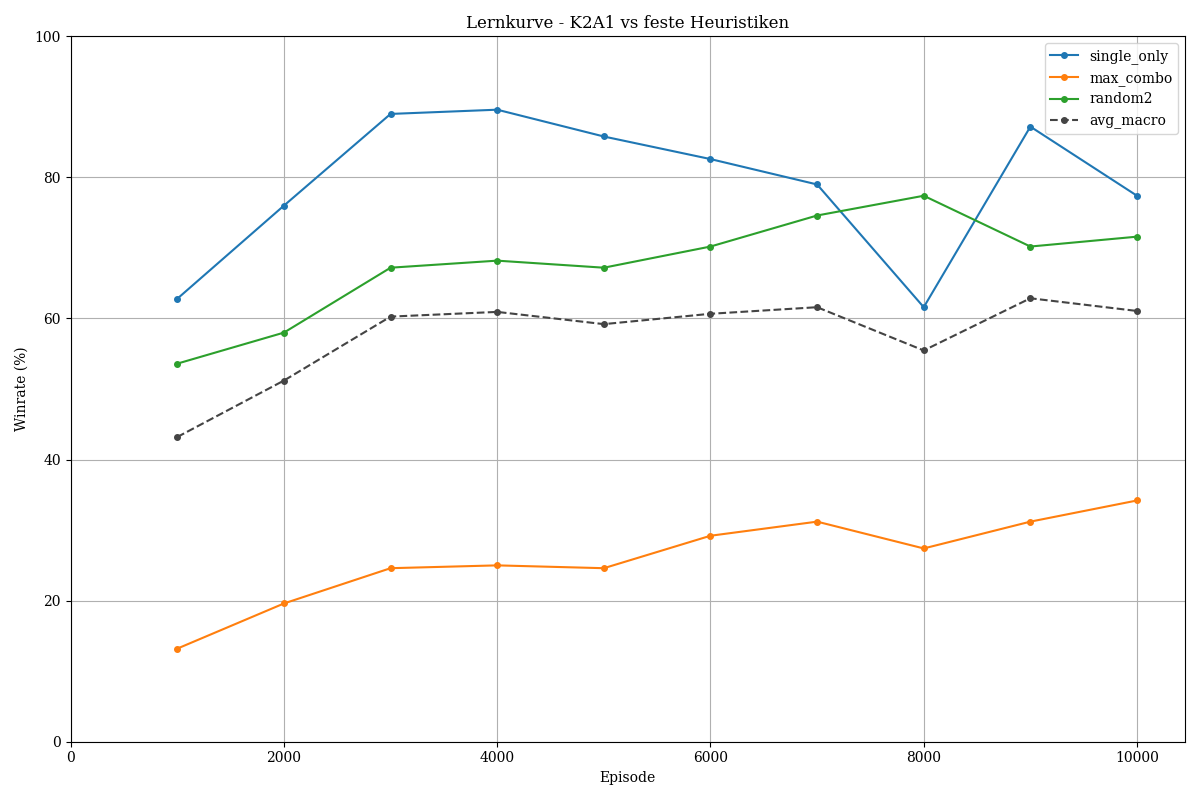 Lernkurve - K2A1 vs feste Heuristiken
100
80
60
40
20
0
Winrate (%)
single_only
max_combo
random2
avg_macro
0 2000 4000 6000 8000 10000
Episode